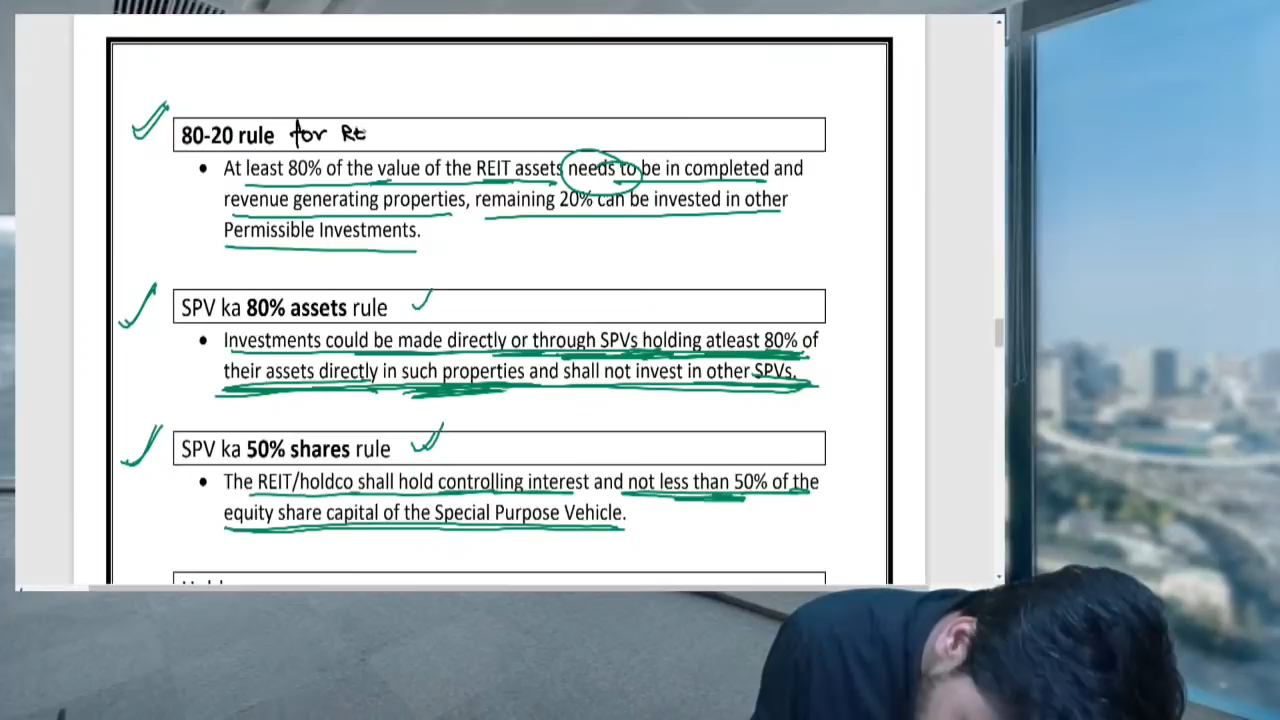 80-20 rule for Re
• At least 80% of the value of the REIT assets needs to be in completed and
revenue generating properties, remaining 20% can be invested in other
Permissible Investments.
SPV ka 80% assets rule
• Investments could be made directly or through SPVs holding atleast 80% of
their assets directly in such properties and shall not invest in other SPVs.
SPV ka 50% shares rule
• The REIT/holdco shall hold controlling interest and not less than 50% of the
equity share capital of the Special Purpose Vehicle.